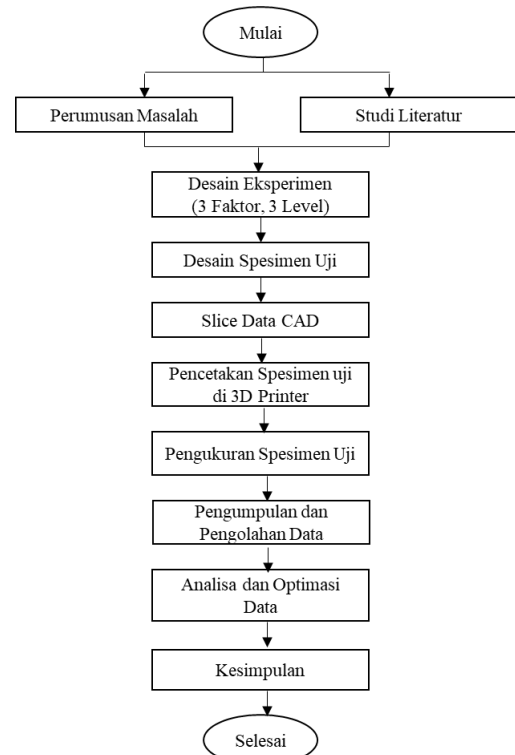 Mulai
Perumusan Masalah
Studi Literatur
Desain Eksperimen
(3 Faktor, 3 Level)
Desain Spesimen Uji
Slice Data CAD
Pencetakan Spesimen uji
di 3D Printer
Pengukuran Spesimen Uji
Pengumpulan dan
Pengolahan Data
Analisa dan Optimasi
Data
Kesimpulan
Selesai